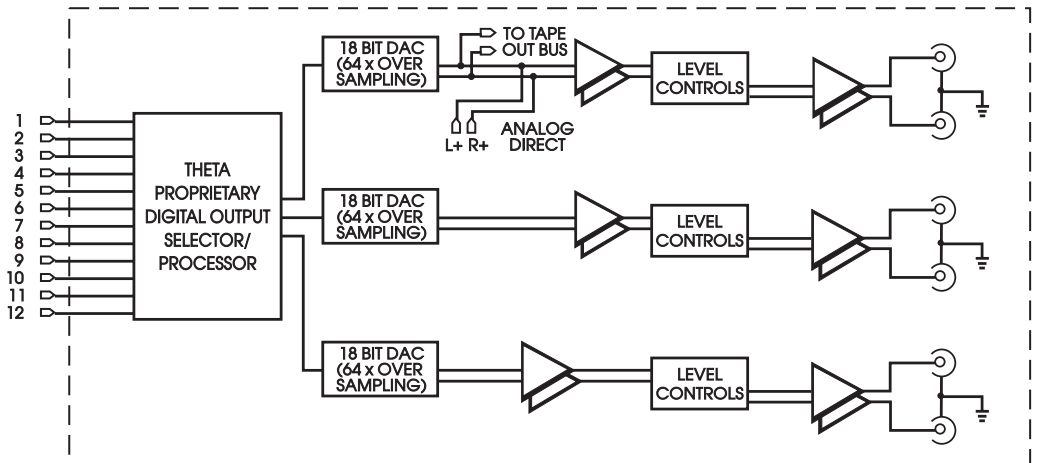 1
2
3
4
5
6
7
8
9
10
11
12
THETA
PROPRIETARY
DIGITAL OUTPUT
SELECTOR/
PROCESSOR
18 BIT DAC
(64 x OVER
SAMPLING)
TO TAPE
OUT BUS
L+ R+
ANALOG
DIRECT
LEVEL
CONTROLS
18 BIT DAC
(64 x OVER
SAMPLING)
LEVEL
CONTROLS
18 BIT DAC
(64 x OVER
SAMPLING)
LEVEL
CONTROLS